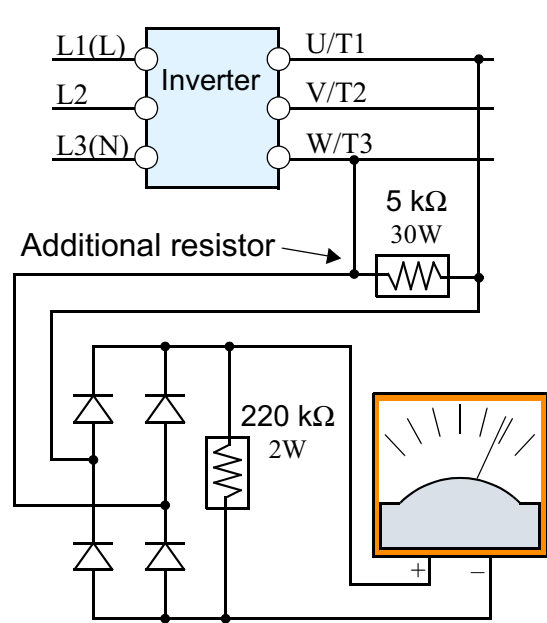 L1(L)
U/T1
Inverter
L2
V/T2
L3(N)
W/T3
5 kΩ
30W
Additional resistor
220 kΩ
2W
+
–